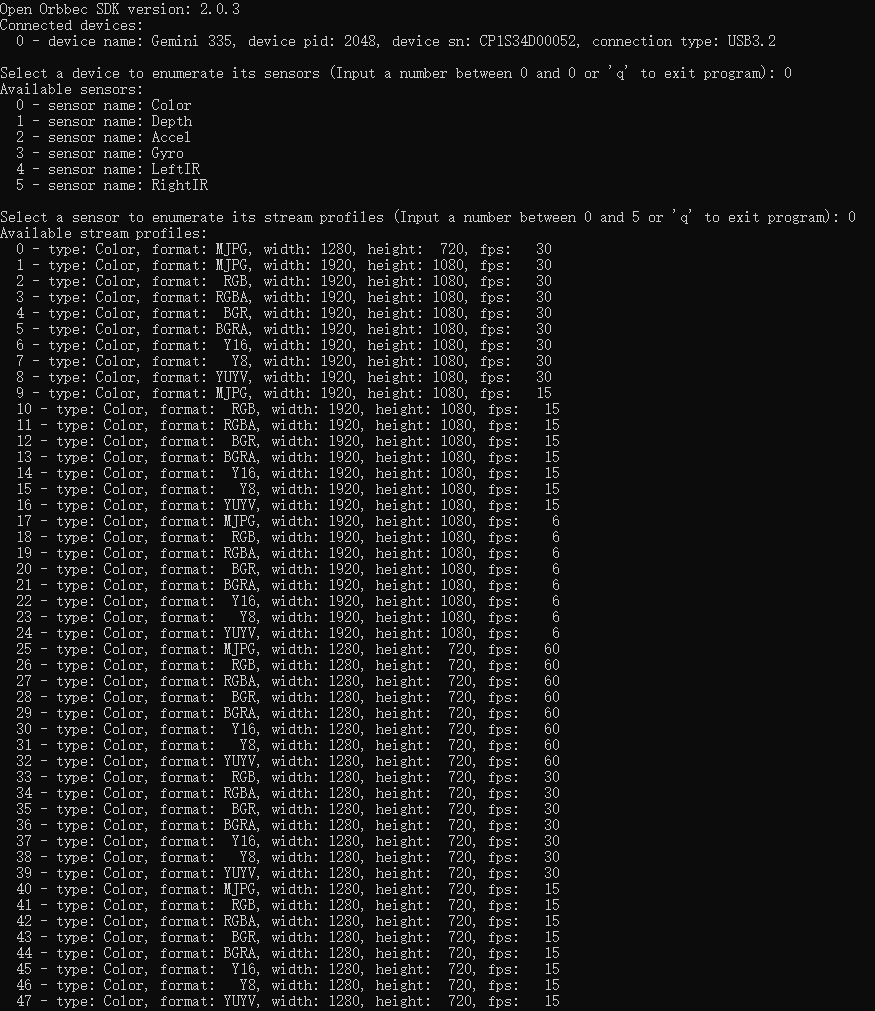 Open Orbbec SDK version: 2.0.3
Connected devices:
  0 - device name: Gemini 335, device pid: 2048, device sn: CP1S34D00052, connection type: USB3.2

Select a device to enumerate its sensors (Input a number between 0 and 0 or 'q' to exit program): 0
Available sensors:
  0 - sensor name: Color
  1 - sensor name: Depth
  2 - sensor name: Accel
  3 - sensor name: Gyro
  4 - sensor name: LeftIR
  5 - sensor name: RightIR

Select a sensor to enumerate its stream profiles (Input a number between 0 and 5 or 'q' to exit program): 0
Available stream profiles:
  0 - type: Color, format: MJPG, width: 1280, height:  720, fps:   30
  1 - type: Color, format: MJPG, width: 1920, height: 1080, fps:   30
  2 - type: Color, format:  RGB, width: 1920, height: 1080, fps:   30
  3 - type: Color, format: RGBA, width: 1920, height: 1080, fps:   30
  4 - type: Color, format:  BGR, width: 1920, height: 1080, fps:   30
  5 - type: Color, format: BGRA, width: 1920, height: 1080, fps:   30
  6 - type: Color, format:  Y16, width: 1920, height: 1080, fps:   30
  7 - type: Color, format:   Y8, width: 1920, height: 1080, fps:   30
  8 - type: Color, format: YUYV, width: 1920, height: 1080, fps:   30
  9 - type: Color, format: MJPG, width: 1920, height: 1080, fps:   15
  10 - type: Color, format:  RGB, width: 1920, height: 1080, fps:   15
  11 - type: Color, format: RGBA, width: 1920, height: 1080, fps:   15
  12 - type: Color, format:  BGR, width: 1920, height: 1080, fps:   15
  13 - type: Color, format: BGRA, width: 1920, height: 1080, fps:   15
  14 - type: Color, format:  Y16, width: 1920, height: 1080, fps:   15
  15 - type: Color, format:   Y8, width: 1920, height: 1080, fps:   15
  16 - type: Color, format: YUYV, width: 1920, height: 1080, fps:   15
  17 - type: Color, format: MJPG, width: 1920, height: 1080, fps:    6
  18 - type: Color, format:  RGB, width: 1920, height: 1080, fps:    6
  19 - type: Color, format: RGBA, width: 1920, height: 1080, fps:    6
  20 - type: Color, format:  BGR, width: 1920, height: 1080, fps:    6
  21 - type: Color, format: BGRA, width: 1920, height: 1080, fps:    6
  22 - type: Color, format:  Y16, width: 1920, height: 1080, fps:    6
  23 - type: Color, format:   Y8, width: 1920, height: 1080, fps:    6
  24 - type: Color, format: YUYV, width: 1920, height: 1080, fps:    6
  25 - type: Color, format: MJPG, width: 1280, height:  720, fps:   60
  26 - type: Color, format:  RGB, width: 1280, height:  720, fps:   60
  27 - type: Color, format: RGBA, width: 1280, height:  720, fps:   60
  28 - type: Color, format:  BGR, width: 1280, height:  720, fps:   60
  29 - type: Color, format: BGRA, width: 1280, height:  720, fps:   60
  30 - type: Color, format:  Y16, width: 1280, height:  720, fps:   60
  31 - type: Color, format:   Y8, width: 1280, height:  720, fps:   60
  32 - type: Color, format: YUYV, width: 1280, height:  720, fps:   60
  33 - type: Color, format:  RGB, width: 1280, height:  720, fps:   30
  34 - type: Color, format: RGBA, width: 1280, height:  720, fps:   30
  35 - type: Color, format:  BGR, width: 1280, height:  720, fps:   30
  36 - type: Color, format: BGRA, width: 1280, height:  720, fps:   30
  37 - type: Color, format:  Y16, width: 1280, height:  720, fps:   30
  38 - type: Color, format:   Y8, width: 1280, height:  720, fps:   30
  39 - type: Color, format: YUYV, width: 1280, height:  720, fps:   30
  40 - type: Color, format: MJPG, width: 1280, height:  720, fps:   15
  41 - type: Color, format:  RGB, width: 1280, height:  720, fps:   15
  42 - type: Color, format: RGBA, width: 1280, height:  720, fps:   15
  43 - type: Color, format:  BGR, width: 1280, height:  720, fps:   15
  44 - type: Color, format: BGRA, width: 1280, height:  720, fps:   15
  45 - type: Color, format:  Y16, width: 1280, height:  720, fps:   15
  46 - type: Color, format:   Y8, width: 1280, height:  720, fps:   15
  47 - type: Color, format: YUYV, width: 1280, height:  720, fps:   15